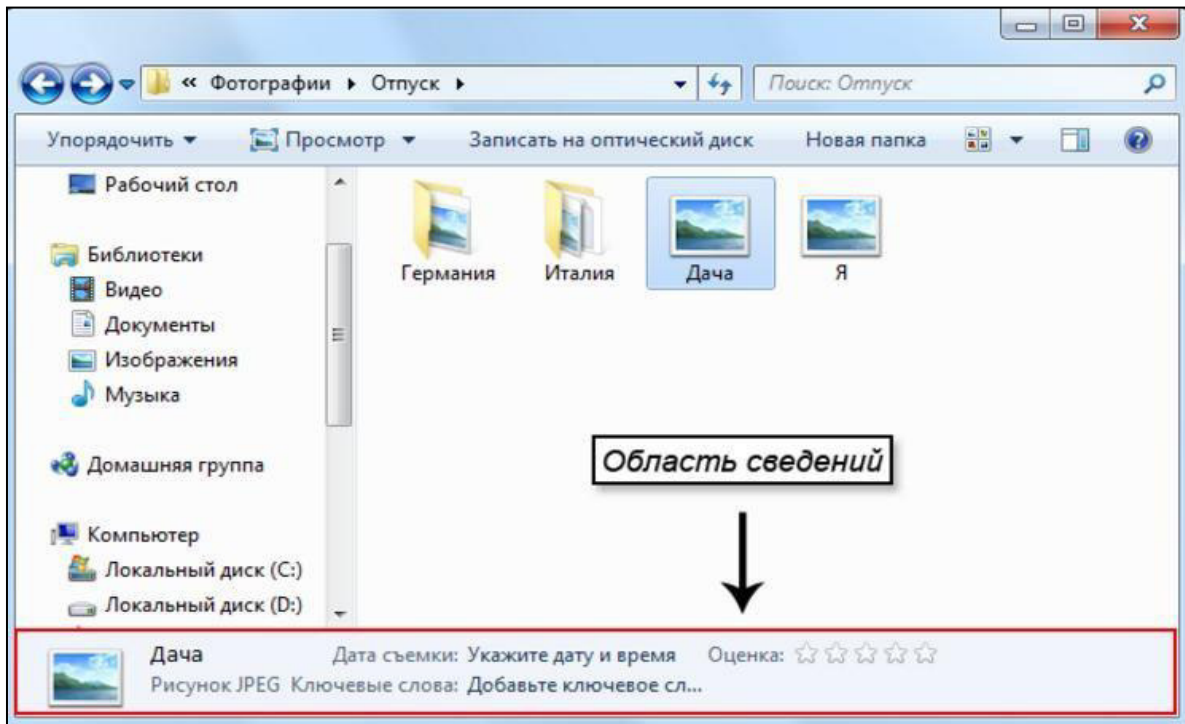 « Фотографии ▸ Отпуск ▸
Поиск: Отпуск
Упорядочить
Просмотр
Записать на оптический диск
Новая папка
Рабочий стол
Библиотеки
Видео
Документы
Изображения
Музыка
Домашняя группа
Компьютер
Локальный диск (C:)
Локальный диск (D:)
Германия
Италия
Дача
Я
Область сведений
Дача Дата съемки: Укажите дату и время Оценка:
Рисунок JPEG Ключевые слова: Добавьте ключевое сл...